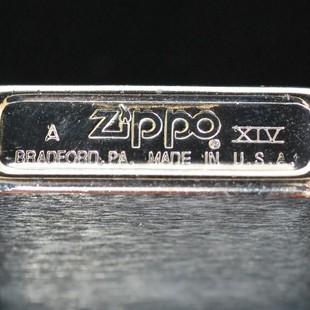 A Zippo ® XIV
BRADFORD, PA. MADE IN U.S.A.